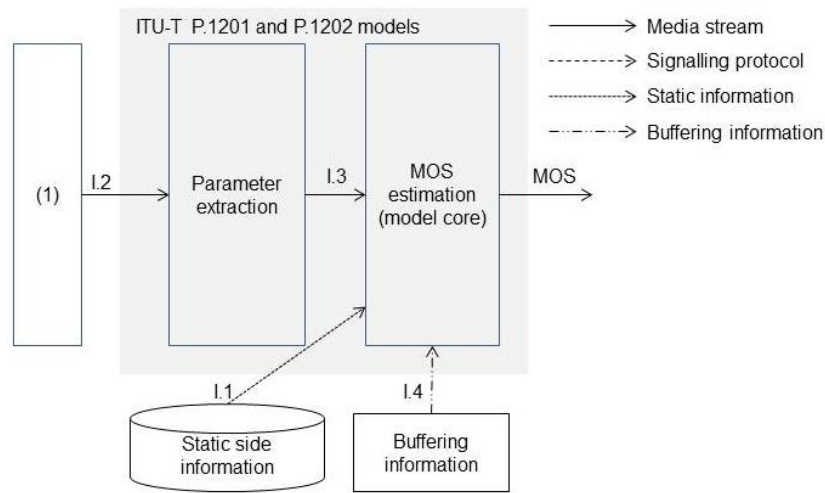 ITU-T P.1201 and P.1202 models
Media stream
Signalling protocol
Static information
Buffering information
(1)
I.2
Parameter
extraction
I.3
MOS
estimation
(model core)
MOS
I.1
I.4
Static side
information
Buffering
information